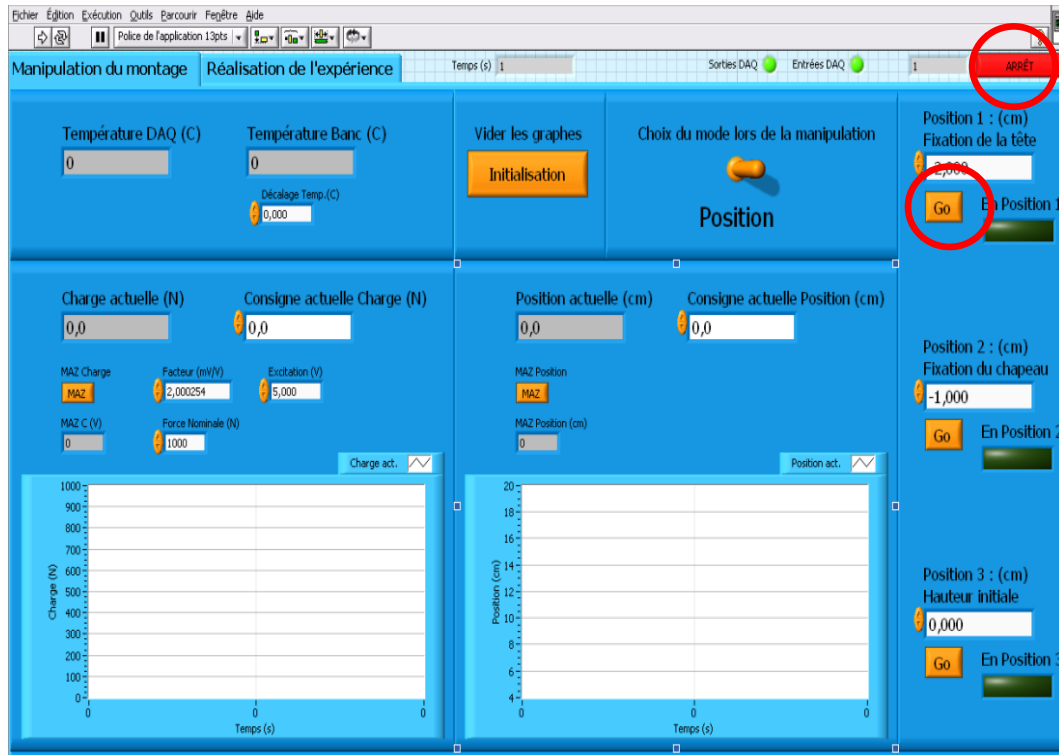 Fichier Égition Exécution Outils Parcourir Fenêtre Aide
Police de l'application 13pts
Manipulation du montage Réalisation de l'expérience Temps (s) 1 Sorties DAQ Entrées DAQ 1 ARRÊT
Température DAQ (C) Température Banc (C)
0 0
Décalage Temp.(C)
0,000
Vider les graphes
Initialisation
Choix du mode lors de la manipulation
Position
Position 1 : (cm)
Fixation de la tête
-2,000
Go En Position 1
Charge actuelle (N) Consigne actuelle Charge (N)
0,0 0,0
MAZ Charge Facteur (mV/V) Excitation (V)
MAZ 2,000254 5,000
MAZ C (V) Force Nominale (N)
0 1000
Charge act.
1000
900
800
700
600
500
400
300
200
100
0
Charge (N)
0 0 0
Temps (s)
Position actuelle (cm) Consigne actuelle Position (cm)
0,0 0,0
MAZ Position
MAZ
MAZ Position (cm)
0
Position act.
20
18
16
14
12
10
8
6
4
Position (cm)
0 0 0
Temps (s)
Position 2 : (cm)
Fixation du chapeau
-1,000
Go En Position 2
Position 3 : (cm)
Hauteur initiale
0,000
Go En Position 3